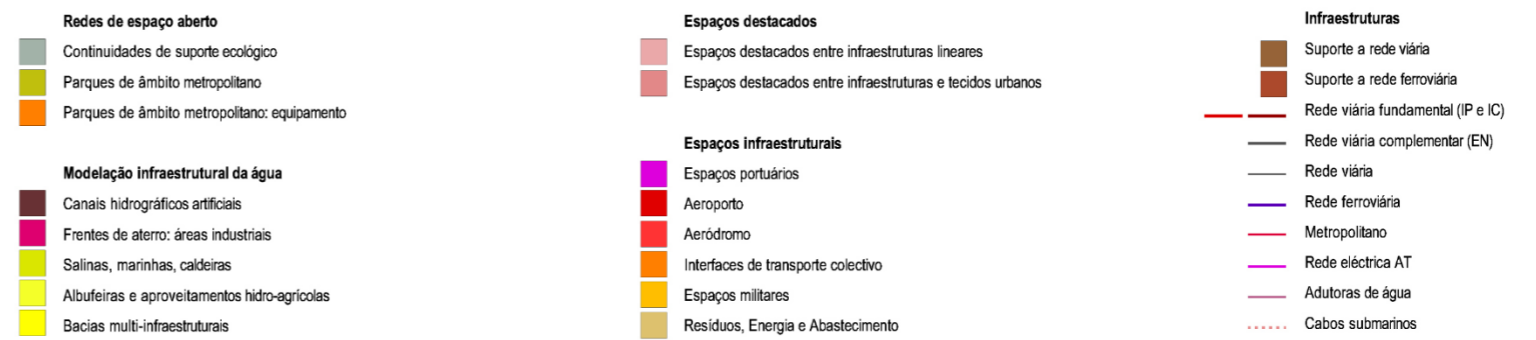 Redes de espaço aberto
Continuidades de suporte ecológico
Parques de âmbito metropolitano
Parques de âmbito metropolitano: equipamento
Modelação infraestrutural da água
Canais hidrográficos artificiais
Frentes de aterro: áreas industriais
Salinas, marinhas, caldeiras
Albufeiras e aproveitamentos hidro-agrícolas
Bacias multi-infraestruturais
Espaços destacados
Espaços destacados entre infraestruturas lineares
Espaços destacados entre infraestruturas e tecidos urbanos
Espaços infraestruturais
Espaços portuários
Aeroporto
Aeródromo
Interfaces de transporte colectivo
Espaços militares
Resíduos, Energia e Abastecimento
Infraestruturas
Suporte a rede viária
Suporte a rede ferroviária
Rede viária fundamental (IP e IC)
Rede viária complementar (EN)
Rede viária
Rede ferroviária
Metropolitano
Rede eléctrica AT
Adutoras de água
Cabos submarinos